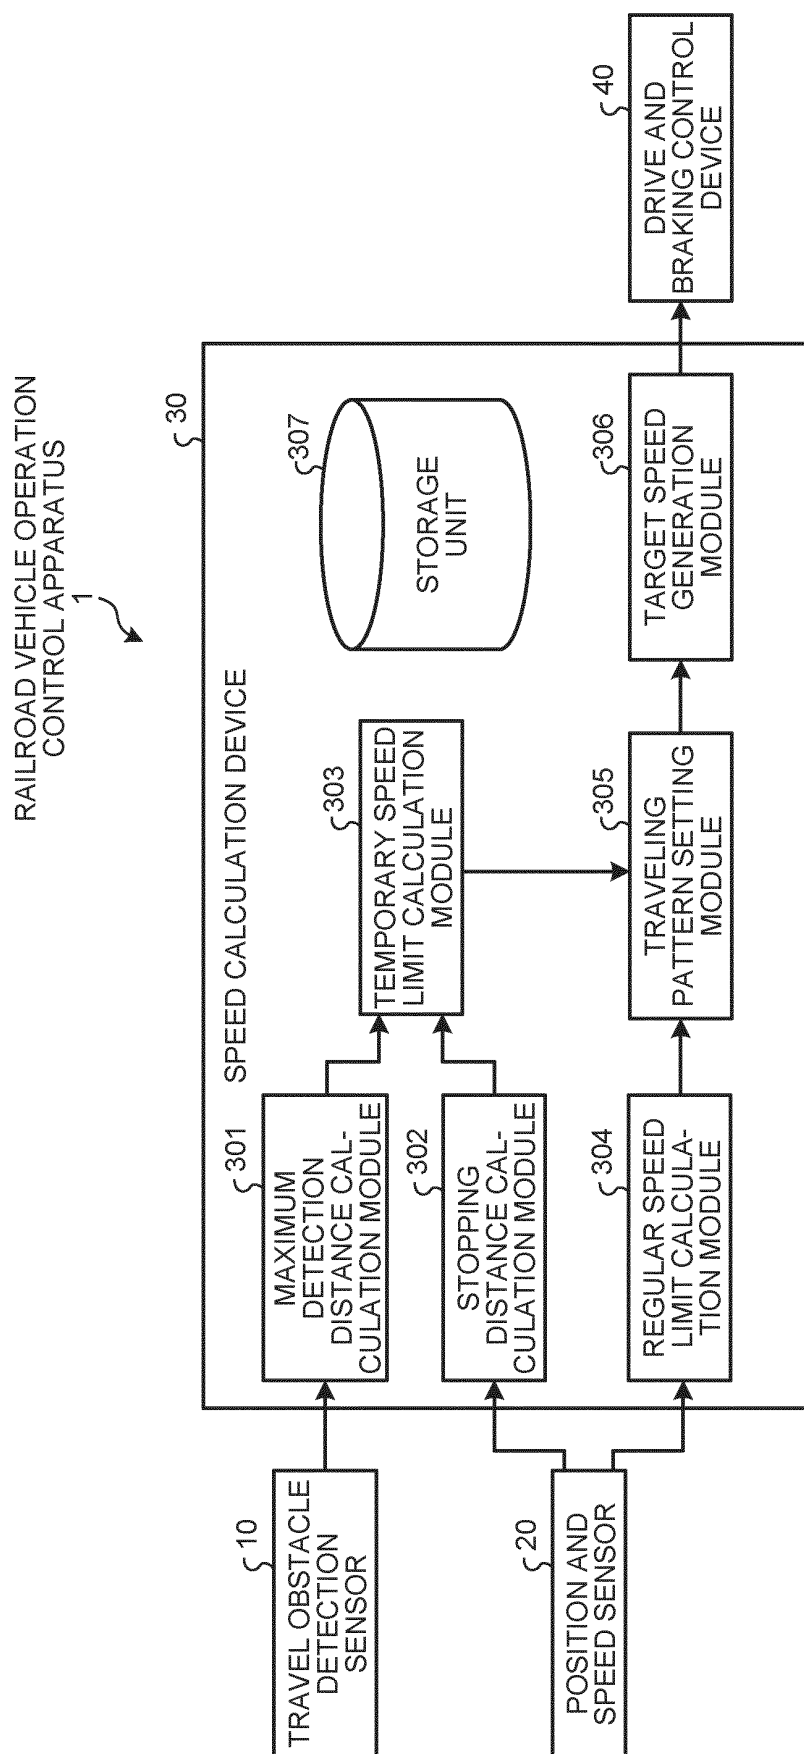 RAILROAD VEHICLE OPERATION
CONTROL APPARATUS
1
30
SPEED CALCULATION DEVICE
10
TRAVEL OBSTACLE
DETECTION
SENSOR
301
MAXIMUM
DETECTION
DISTANCE CAL-
CULATION MODULE
303
TEMPORARY SPEED
LIMIT CALCULATION
MODULE
307
STORAGE
UNIT
302
STOPPING
DISTANCE CAL-
CULATION MODULE
20
POSITION AND
SPEED SENSOR
304
REGULAR SPEED
LIMIT CALCULA-
TION MODULE
305
TRAVELING
PATTERN SETTING
MODULE
306
TARGET SPEED
GENERATION
MODULE
40
DRIVE AND
BRAKING CONTROL
DEVICE